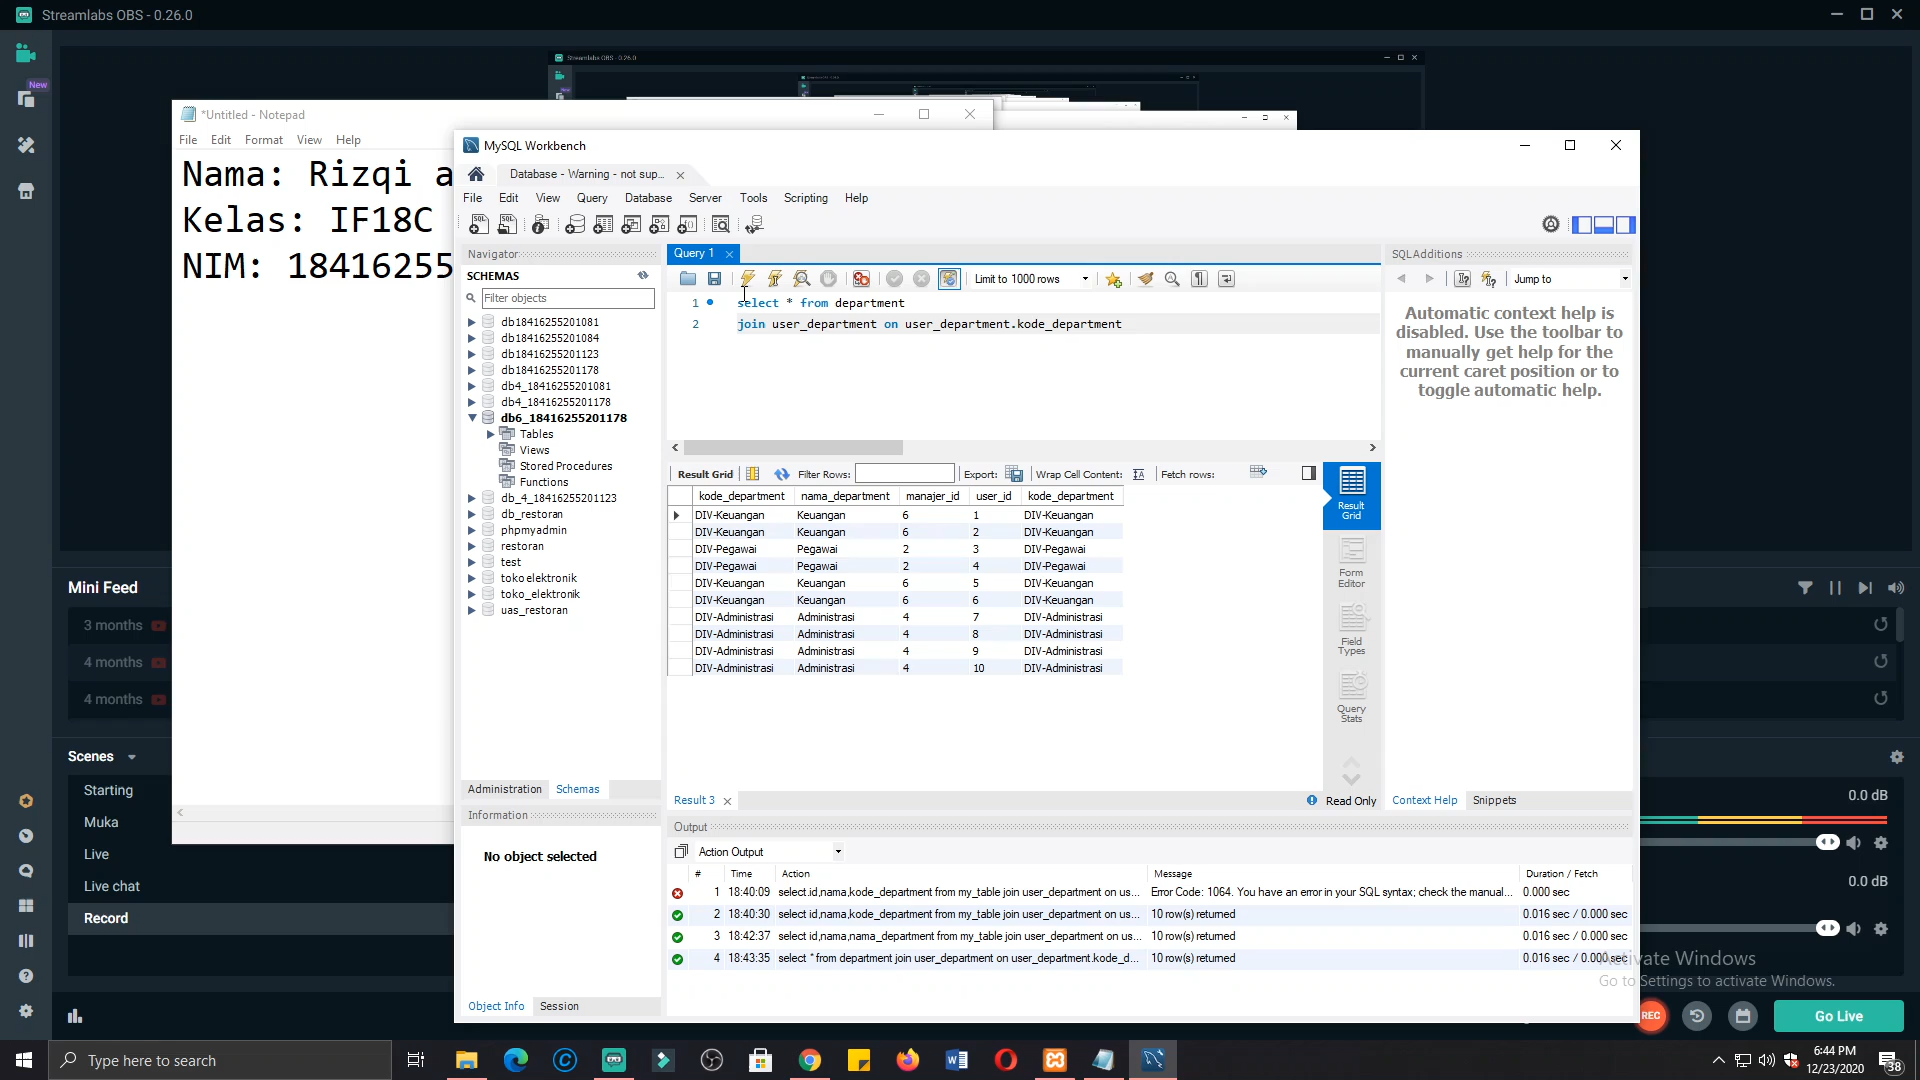 Streamlabs OBS - 0.26.0
New
Streamlabs OBS - 0.26.0
*Untitled - Notepad
File Edit Format View Help
Nama: Rizqi a
Kelas: IF18C
NIM: 18416255
MySQL Workbench
Database - Warning - not sup...
File Edit View Query Database Server Tools Scripting Help
Navigator
SCHEMAS
Filter objects
db18416255201081
db18416255201084
db18416255201123
db18416255201178
db4_18416255201081
db4_18416255201178
db6_18416255201178
Tables
Views
Stored Procedures
Functions
db_4_18416255201123
db_restoran
phpmyadmin
restoran
test
toko elektronik
toko_elektronik
uas_restoran
Administration Schemas
Information
No object selected
Object Info Session
Query 1
Limit to 1000 rows
1 select * from department
2 join user_department on user_department.kode_department
Result Grid Filter Rows: Export: Wrap Cell Content: Fetch rows:
kode_department nama_department manajer_id user_id kode_department
DIV-Keuangan Keuangan 6 1 DIV-Keuangan
DIV-Keuangan Keuangan 6 2 DIV-Keuangan
DIV-Pegawai Pegawai 2 3 DIV-Pegawai
DIV-Pegawai Pegawai 2 4 DIV-Pegawai
DIV-Keuangan Keuangan 6 5 DIV-Keuangan
DIV-Keuangan Keuangan 6 6 DIV-Keuangan
DIV-Administrasi Administrasi 4 7 DIV-Administrasi
DIV-Administrasi Administrasi 4 8 DIV-Administrasi
DIV-Administrasi Administrasi 4 9 DIV-Administrasi
DIV-Administrasi Administrasi 4 10 DIV-Administrasi
Result Grid
Form Editor
Field Types
Query Stats
Result 3
Read Only
SQLAdditions
Jump to
Automatic context help is
disabled. Use the toolbar to
manually get help for the
current caret position or to
toggle automatic help.
Context Help Snippets
Output
Action Output
# Time Action Message Duration / Fetch
1 18:40:09 select id,nama,kode_department from my_table join user_department on us... Error Code: 1064. You have an error in your SQL syntax; check the manual... 0.000 sec
2 18:40:30 select id,nama,kode_department from my_table join user_department on us... 10 row(s) returned 0.016 sec / 0.000 sec
3 18:42:37 select id,nama,nama_department from my_table join user_department on us... 10 row(s) returned 0.016 sec / 0.000 sec
4 18:43:35 select * from department join user_department on user_department.kode_d... 10 row(s) returned 0.016 sec / 0.000 sec
Mini Feed
3 months
4 months
4 months
Scenes
Starting
Muka
Live
Live chat
Record
0.0 dB
0.0 dB
Activate Windows
Go to Settings to activate Windows.
REC
Go Live
Type here to search
6:44 PM
12/23/2020
38